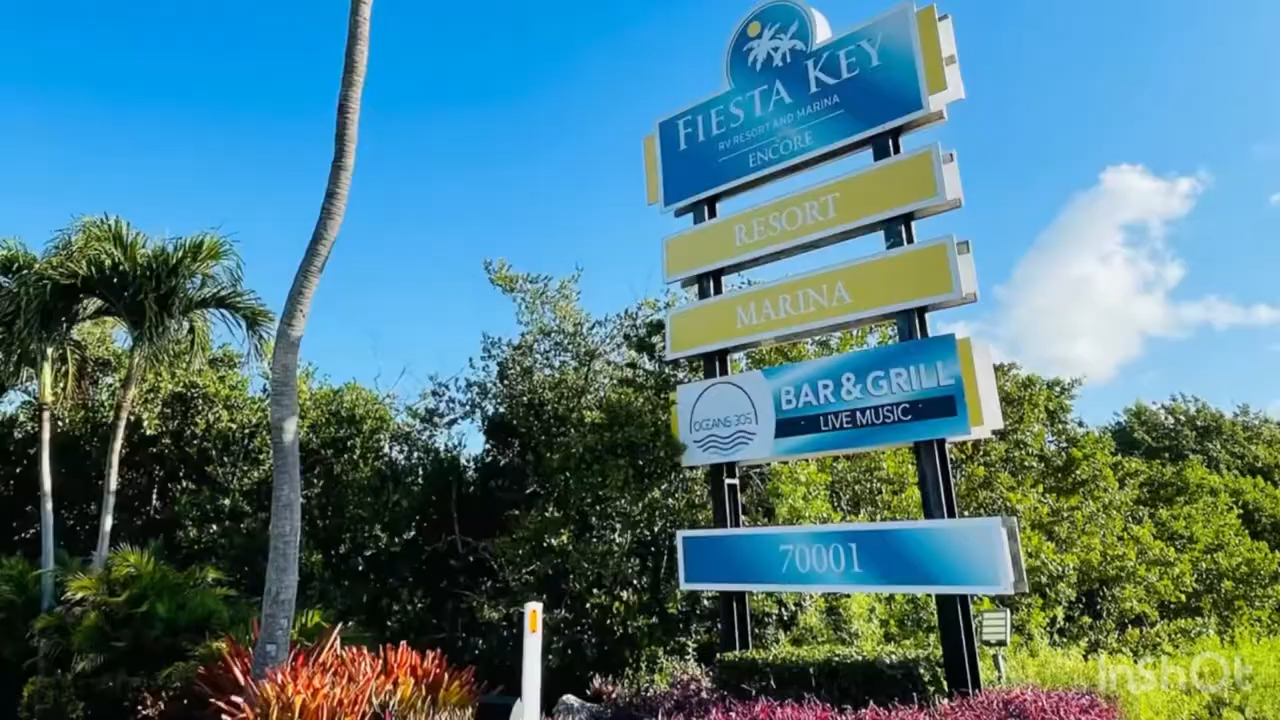 FIESTA KEY
RV RESORT AND MARINA
ENCORE
RESORT
MARINA
OCEANS 305
BAR & GRILL
LIVE MUSIC
70001
InShOt